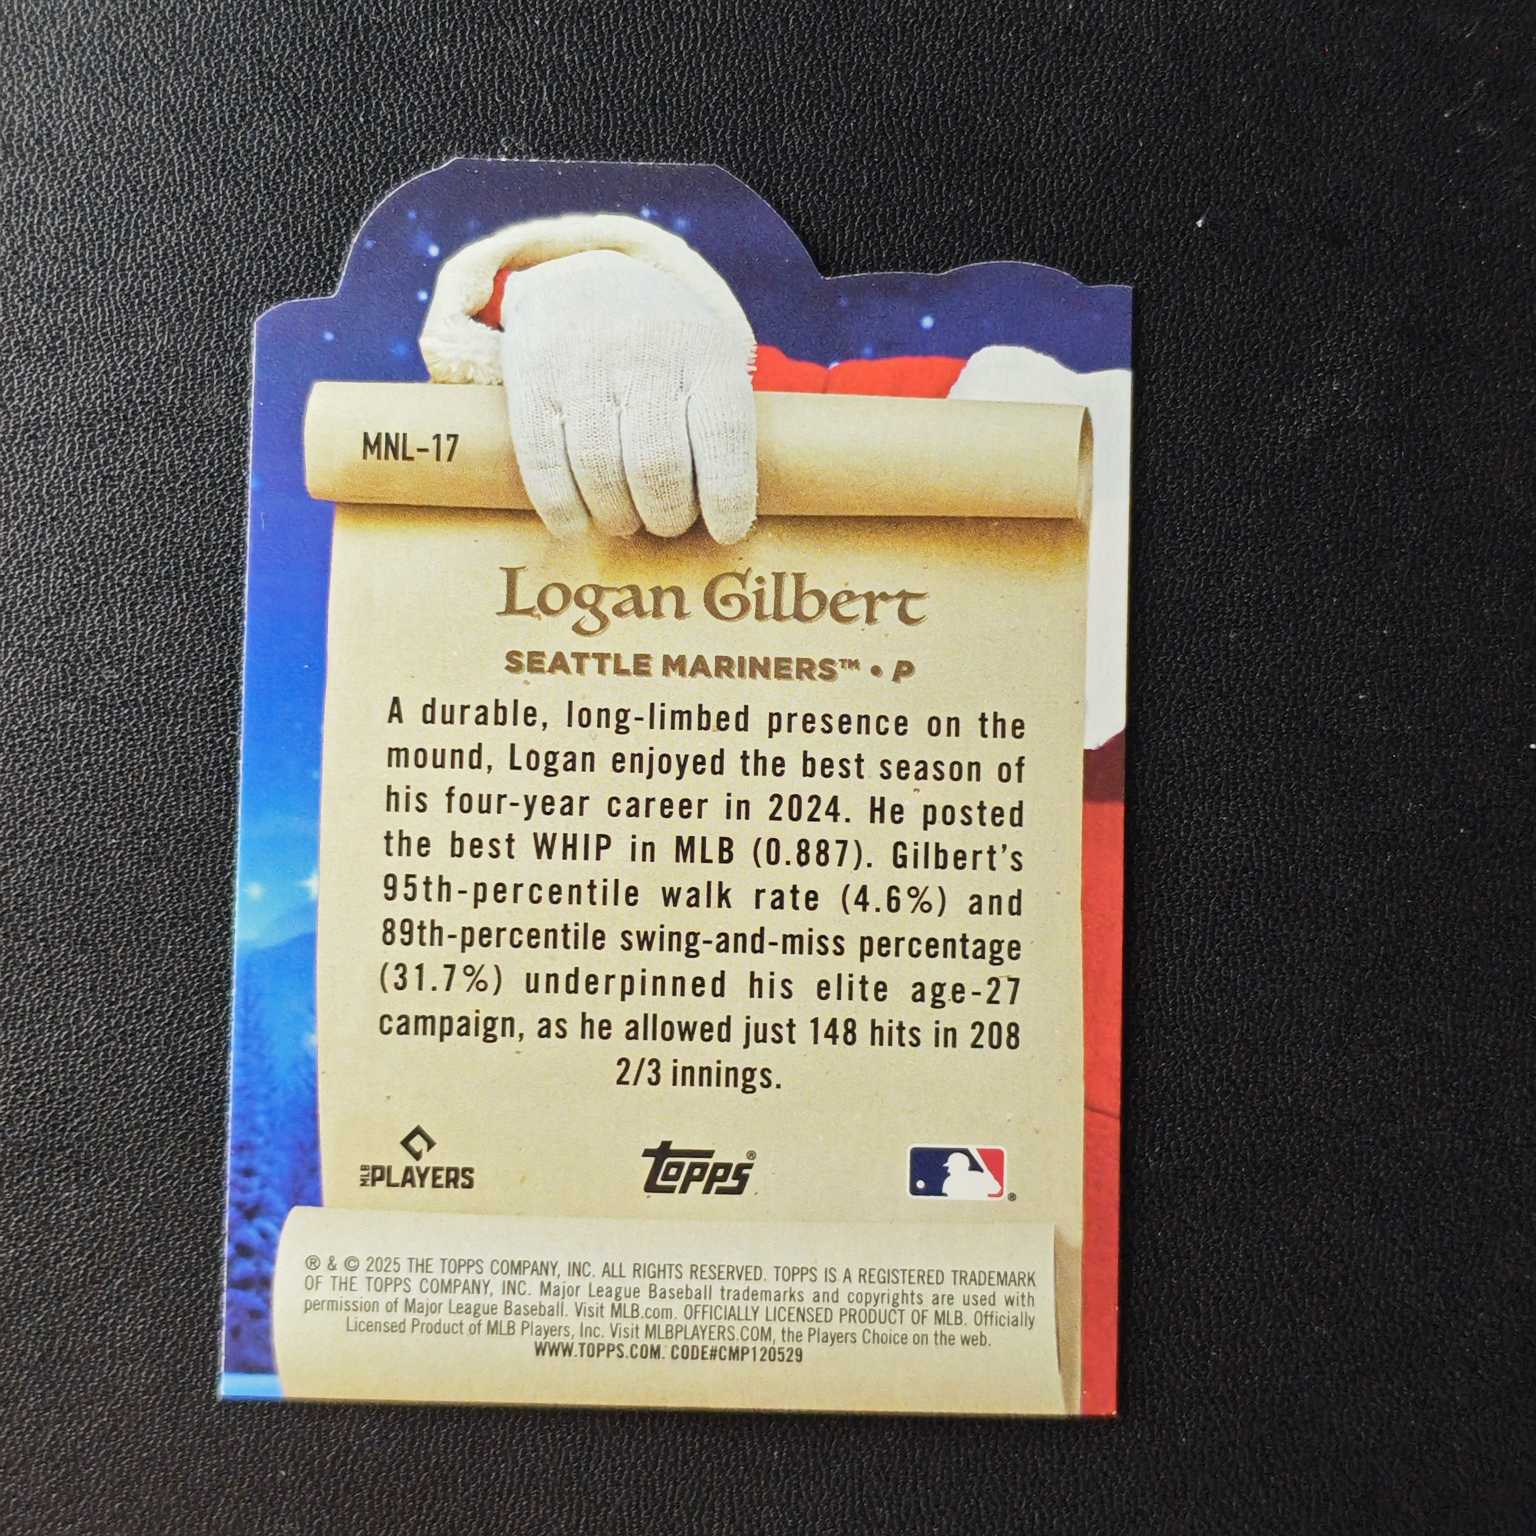 MNL-17
Logan Gilbert
SEATTLE MARINERS™ • P
A durable, long-limbed presence on the
mound, Logan enjoyed the best season of
his four-year career in 2024. He posted
the best WHIP in MLB (0.887). Gilbert's
95th-percentile walk rate (4.6%) and
89th-percentile swing-and-miss percentage
(31.7%) underpinned his elite age-27
campaign, as he allowed just 148 hits in 208
2/3 innings.
MLB PLAYERS
topps®
®
® & © 2025 THE TOPPS COMPANY, INC. ALL RIGHTS RESERVED. TOPPS IS A REGISTERED TRADEMARK
OF THE TOPPS COMPANY, INC. Major League Baseball trademarks and copyrights are used with
permission of Major League Baseball. Visit MLB.com. OFFICIALLY LICENSED PRODUCT OF MLB. Officially
Licensed Product of MLB Players, Inc. Visit MLBPLAYERS.COM, the Players Choice on the web.
WWW.TOPPS.COM. CODE#CMP120529